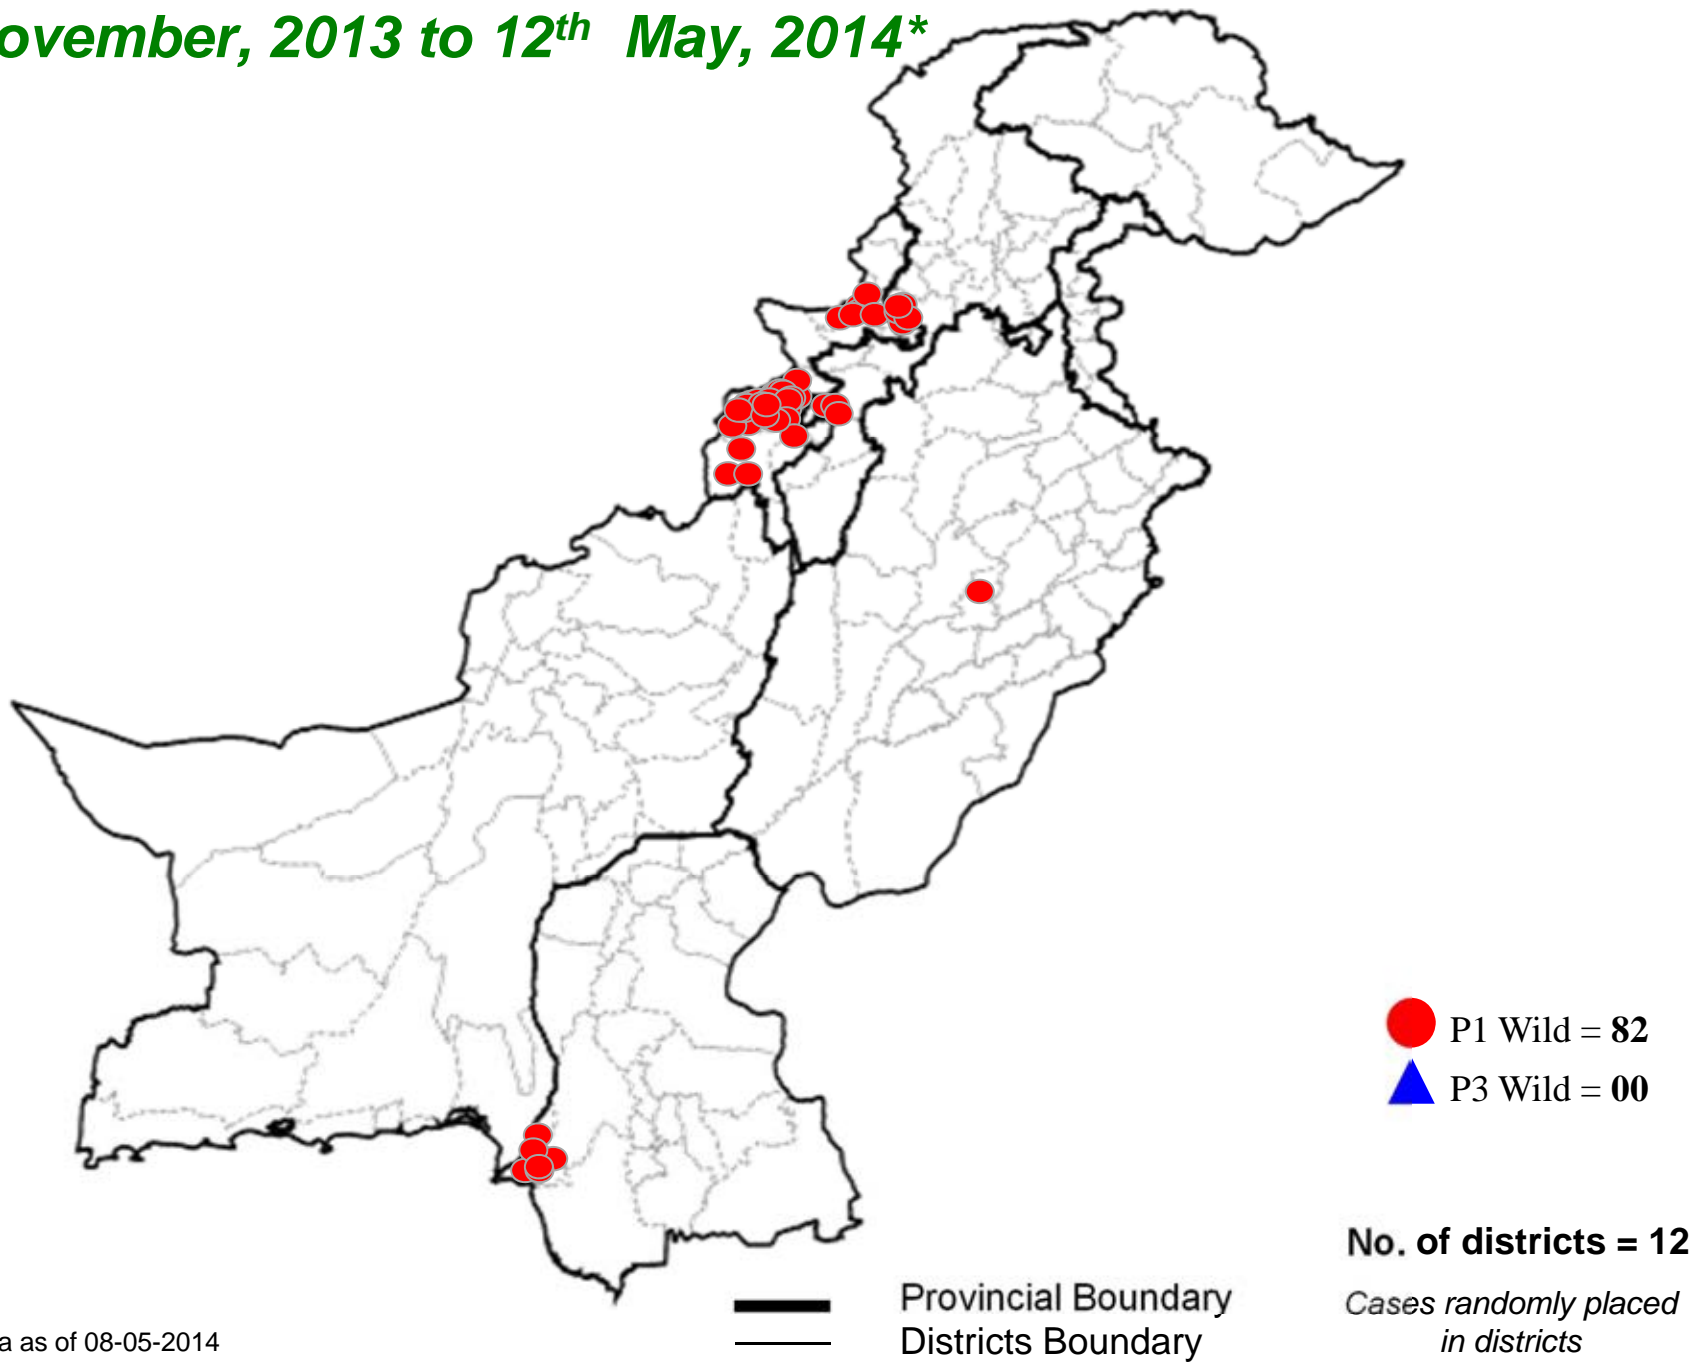 ovember, 2013 to 12th May, 2014*
P1 Wild = 82
P3 Wild = 00
No. of districts = 12
Cases randomly placed
in districts
Provincial Boundary
Districts Boundary
a as of 08-05-2014